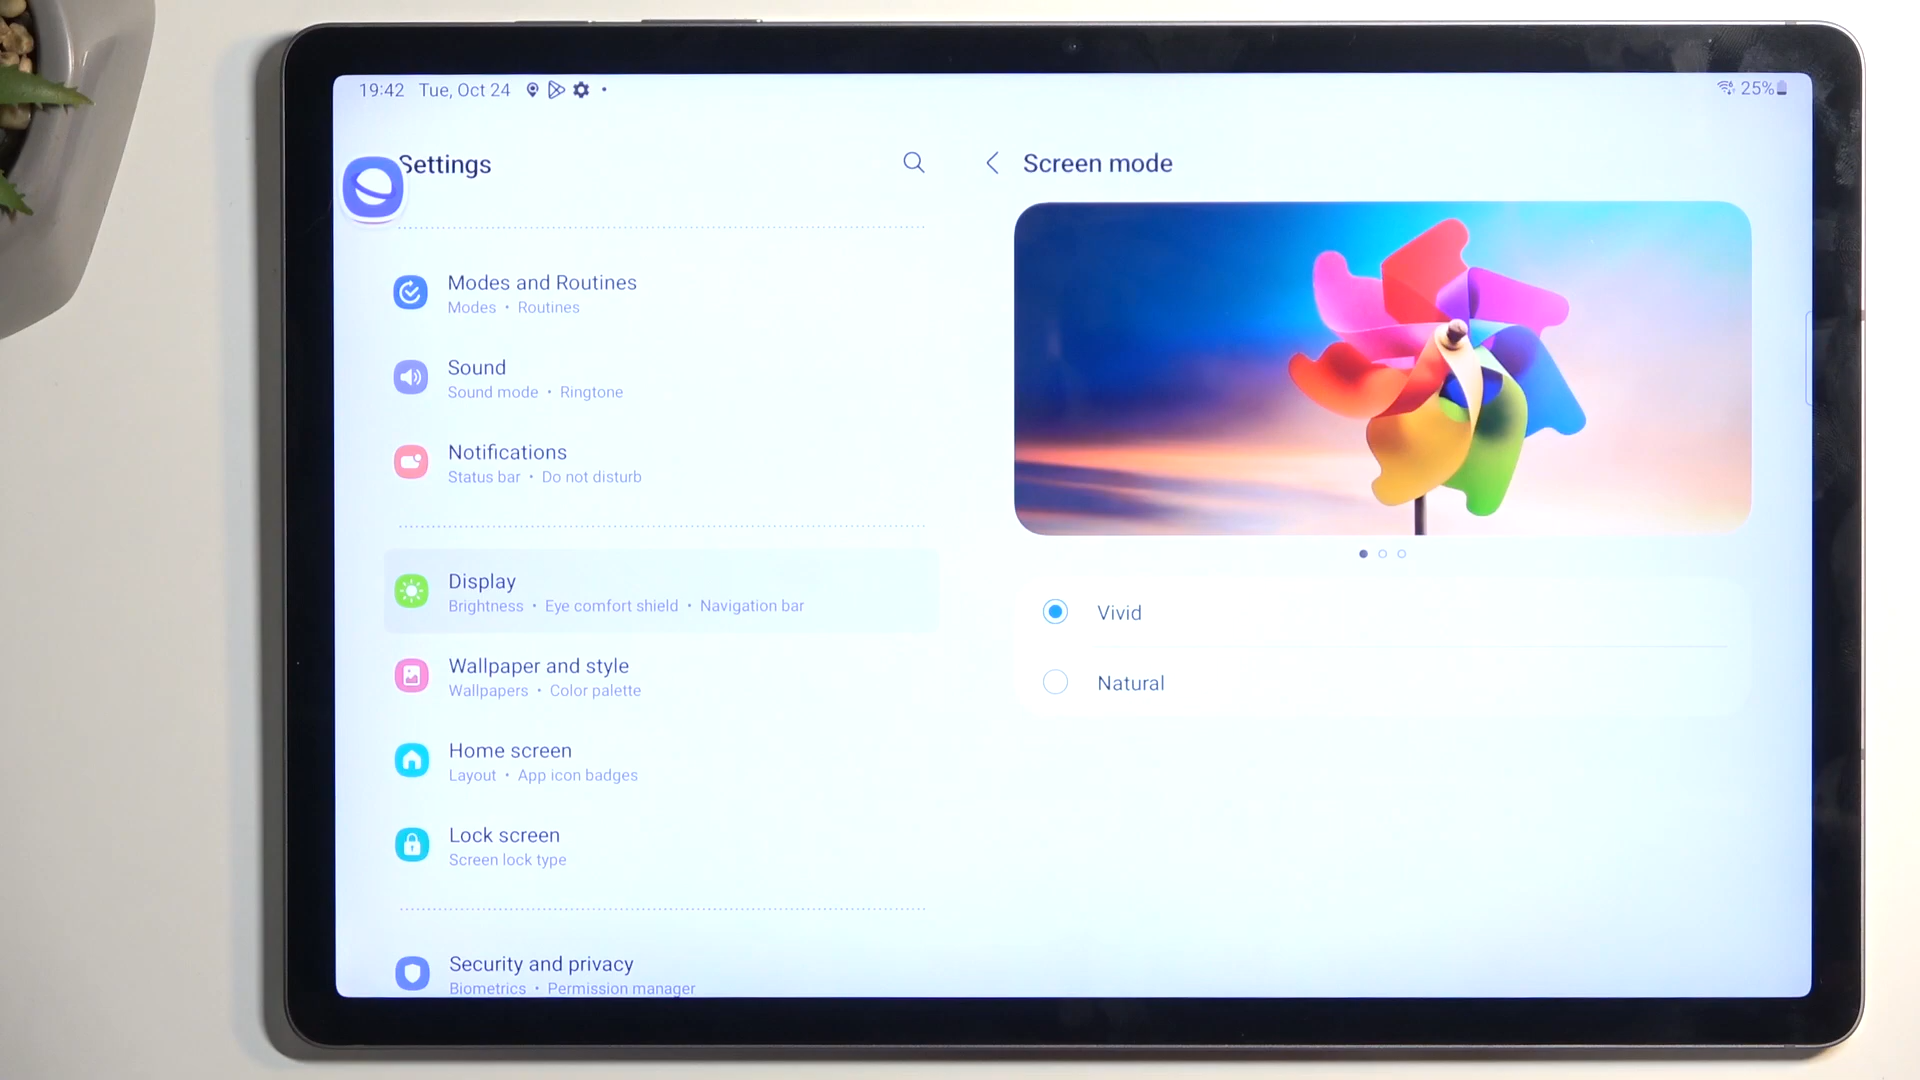 19:42 Tue, Oct 24
25%
Settings
Modes and Routines
Modes • Routines
Sound
Sound mode • Ringtone
Notifications
Status bar • Do not disturb
Display
Brightness • Eye comfort shield • Navigation bar
Wallpaper and style
Wallpapers • Color palette
Home screen
Layout • App icon badges
Lock screen
Screen lock type
Security and privacy
Biometrics • Permission manager
Screen mode
Vivid
Natural